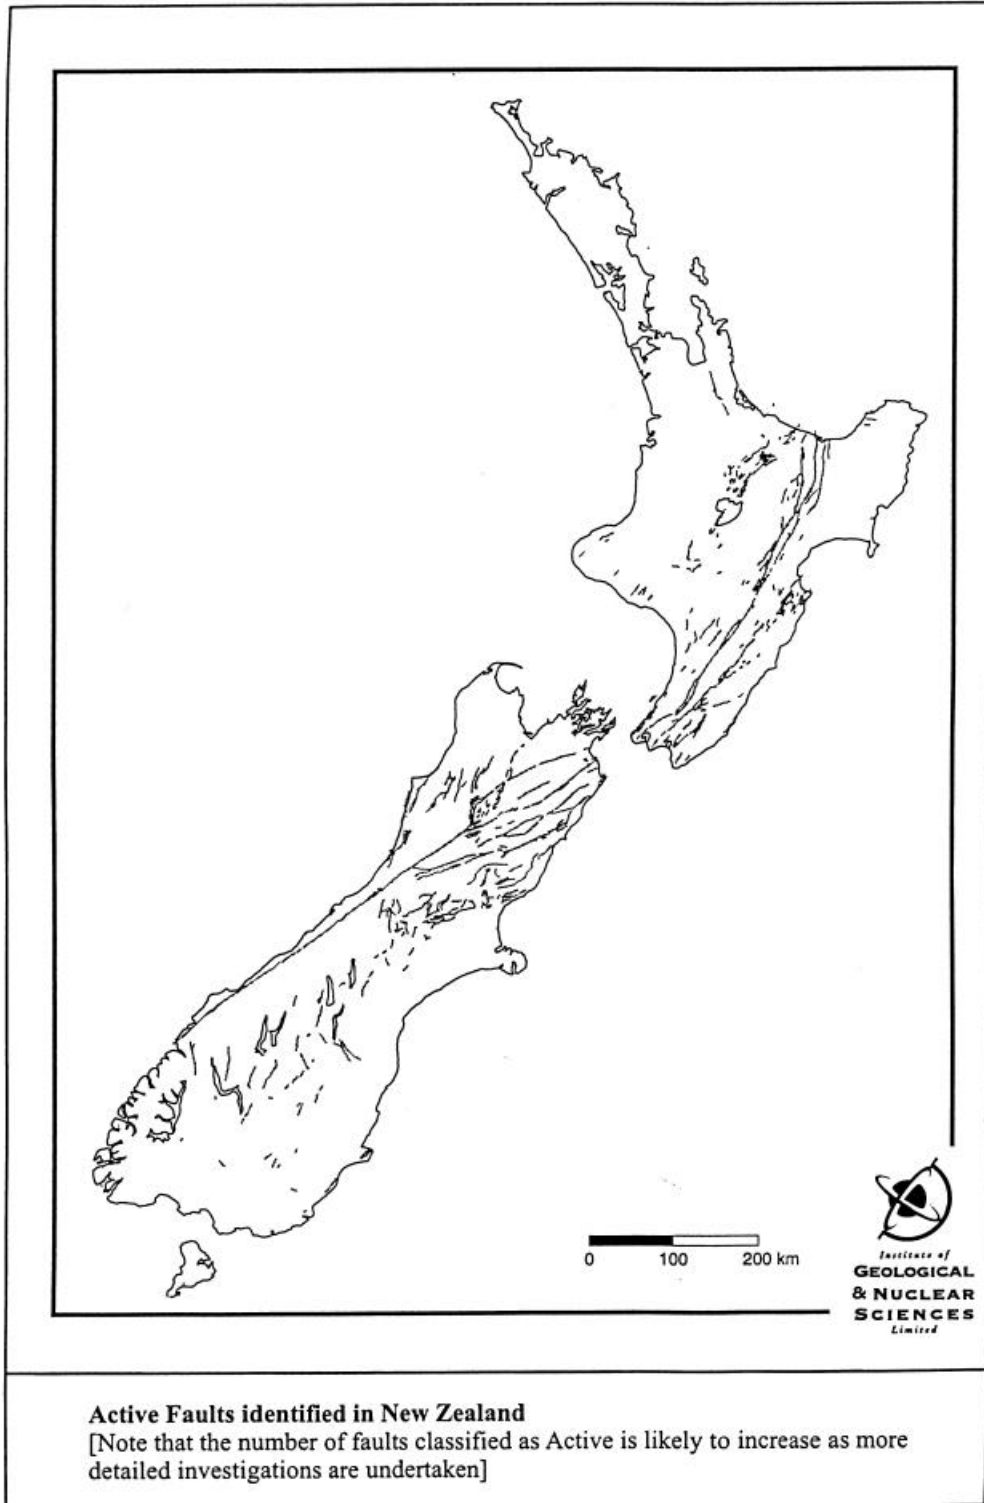 0 100 200 km
Institute of
GEOLOGICAL
& NUCLEAR
SCIENCES
Limited
Active Faults identified in New Zealand
[Note that the number of faults classified as Active is likely to increase as more
detailed investigations are undertaken]